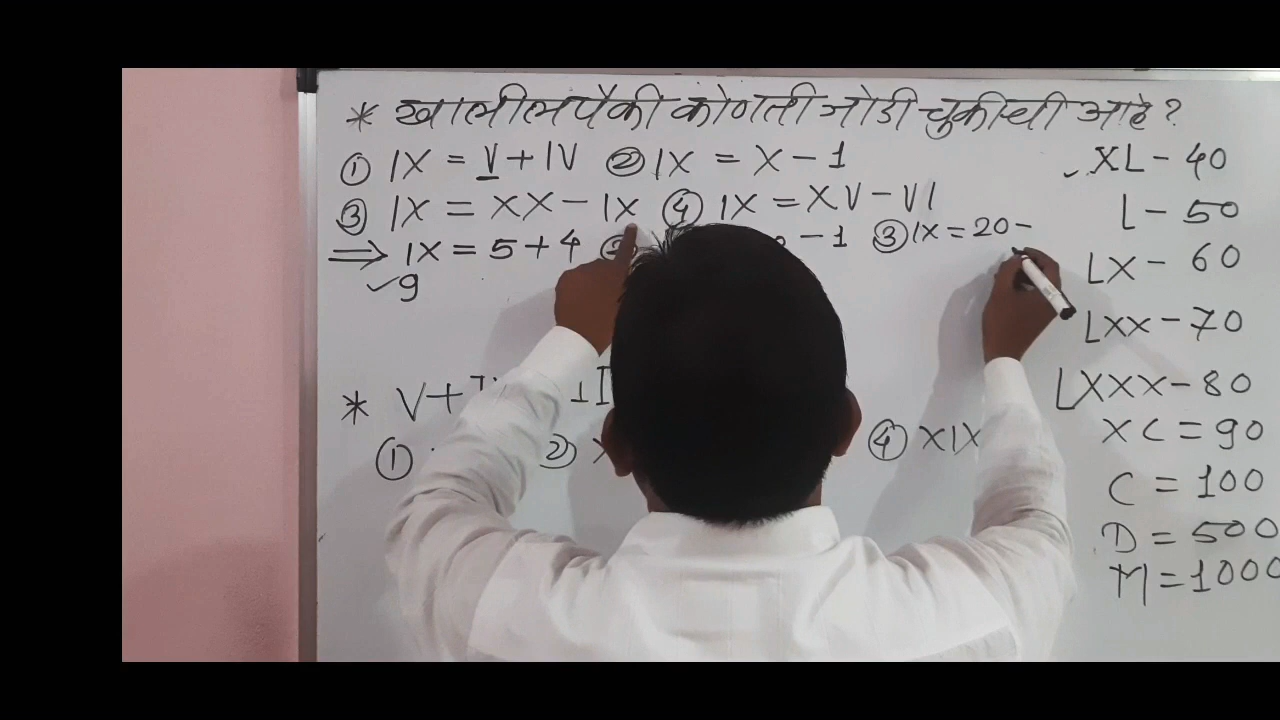 * खालीलपैकी कोणती जोडी चुकीची आहे?
① IX = V + IV ② IX = X - 1
③ IX = XX - IX ④ IX = XV - VI
⇒ IX = 5 + 4 - 1 ③ IX = 20 -
✓9
* V +
① ② ④ XIX
✓XL - 40
L - 50
LX - 60
LXX - 70
LXXX - 80
XC = 90
C = 100
D = 500
M = 1000